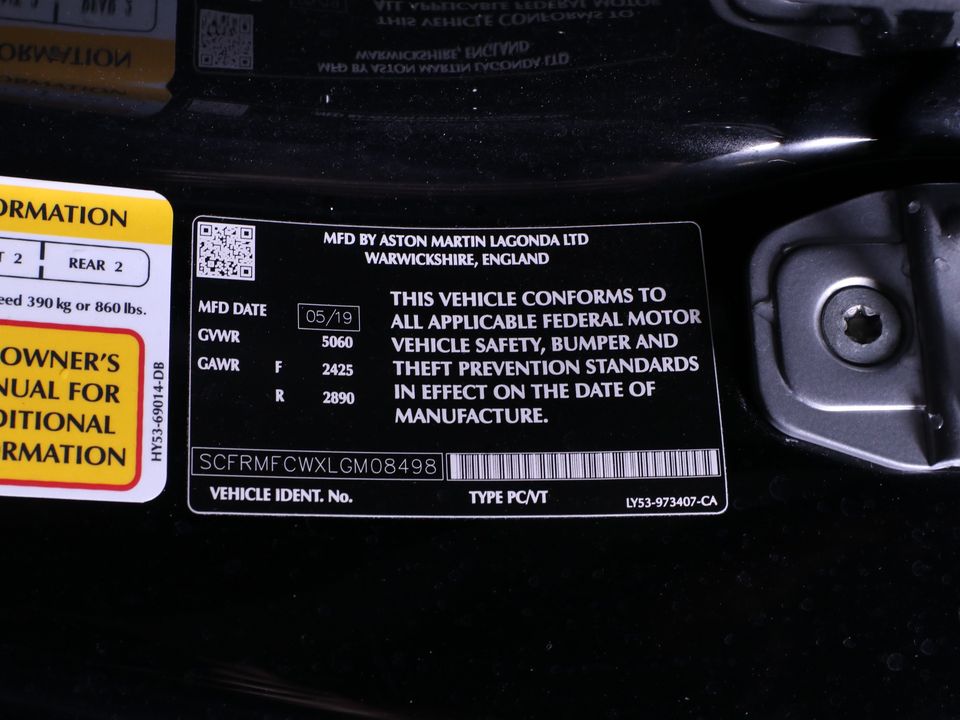 ORMATION
T 2 REAR 2
eed 390 kg or 860 lbs.
OWNER'S
NUAL FOR
DITIONAL
RMATION
HY53-69014-DB
MFD BY ASTON MARTIN LAGONDA LTD
WARWICKSHIRE, ENGLAND
MFD DATE 05/19
GVWR 5060
GAWR F 2425
R 2890
THIS VEHICLE CONFORMS TO
ALL APPLICABLE FEDERAL MOTOR
VEHICLE SAFETY, BUMPER AND
THEFT PREVENTION STANDARDS
IN EFFECT ON THE DATE OF
MANUFACTURE.
SCFRMFCWXLGM08498
VEHICLE IDENT. No. TYPE PC/VT LY53-973407-CA